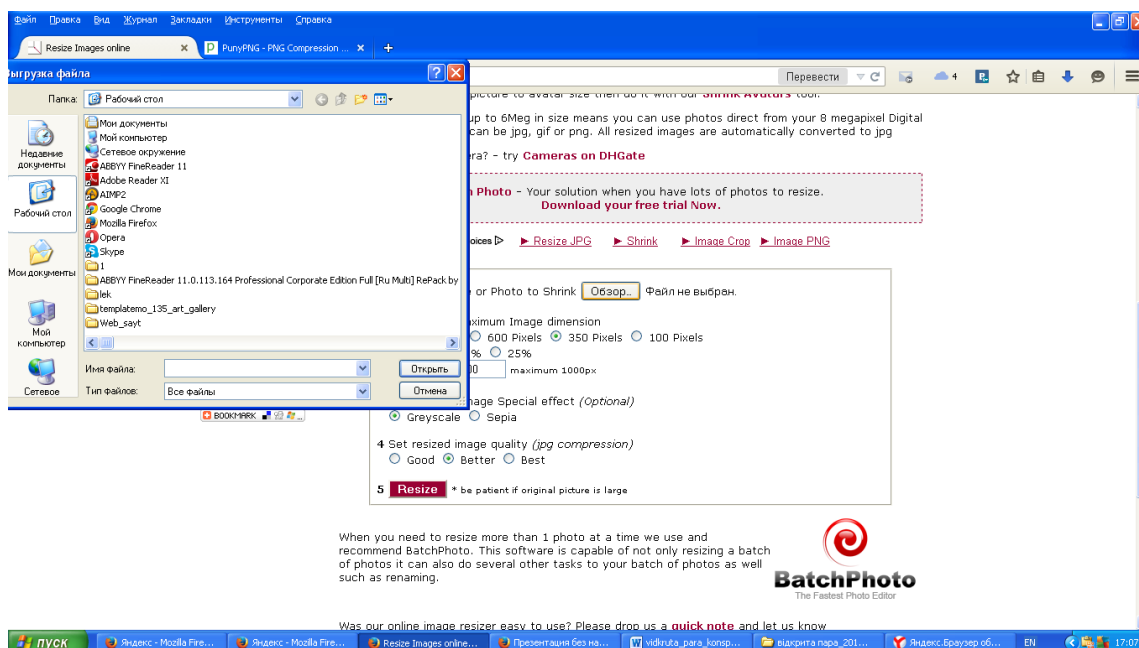 Файл Правка Вид Журнал Закладки Инструменты Справка
Resize Images online
PunyPNG - PNG Compression ...
Выгрузка файла
Папка: Рабочий стол
Недавние документы
Рабочий стол
Мои документы
Мой компьютер
Сетевое
Мои документы
Мой компьютер
Сетевое окружение
ABBYY FineReader 11
Adobe Reader XI
AIMP2
Google Chrome
Mozilla Firefox
Opera
Skype
1
ABBYY FineReader 11.0.113.164 Professional Corporate Edition Full [Ru Multi] RePack by
lek
templatemo_135_art_gallery
Web_sayt
Имя файла: Открыть
Тип файлов: Все файлы Отмена
Перевести 4
picture to avatar size then do it with our Shrink Avatars tool.
up to 6Meg in size means you can use photos direct from your 8 megapixel Digital
can be jpg, gif or png. All resized images are automatically converted to jpg
era? - try Cameras on DHGate
Photo - Your solution when you have lots of photos to resize.
Download your free trial Now.
oices ▷ ► Resize JPG ► Shrink ► Image Crop ► Image PNG
or Photo to Shrink Обзор.. Файл не выбран.
ximum Image dimension
600 Pixels 350 Pixels 100 Pixels
% 25%
00 maximum 1000px
BOOKMARK
mage Special effect (Optional)
Greyscale Sepia
4 Set resized image quality (jpg compression)
Good Better Best
5 Resize * be patient if original picture is large
When you need to resize more than 1 photo at a time we use and
recommend BatchPhoto. This software is capable of not only resizing a batch
of photos it can also do several other tasks to your batch of photos as well
such as renaming.
BatchPhoto
The Fastest Photo Editor
Was our online image resizer easy to use? Please drop us a quick note and let us know
пуск
Яндекс - Mozilla Fire...
Яндекс - Mozilla Fire...
Resize Images online...
Презентация без на...
vidkruta_para_konsp...
відкрита пара_201...
Яндекс.Браузер об...
EN
17:07